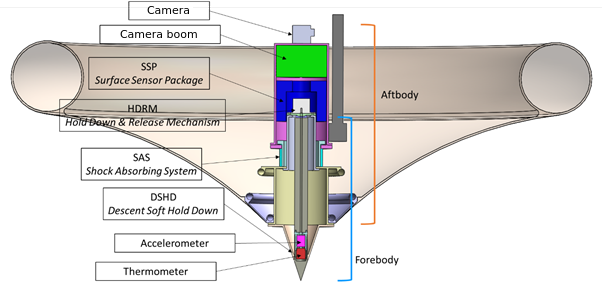 Camera
Camera boom
SSP
Surface Sensor Package
HDRM
Hold Down & Release Mechanism
SAS
Shock Absorbing System
DSHD
Descent Soft Hold Down
Accelerometer
Thermometer
Aftbody
Forebody